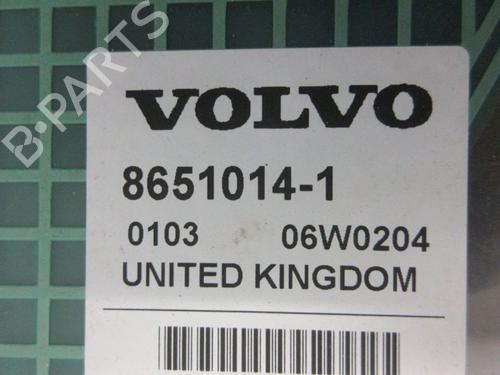 B-PARTS
VOLVO
8651014-1
0103 06W0204
UNITED KINGDOM